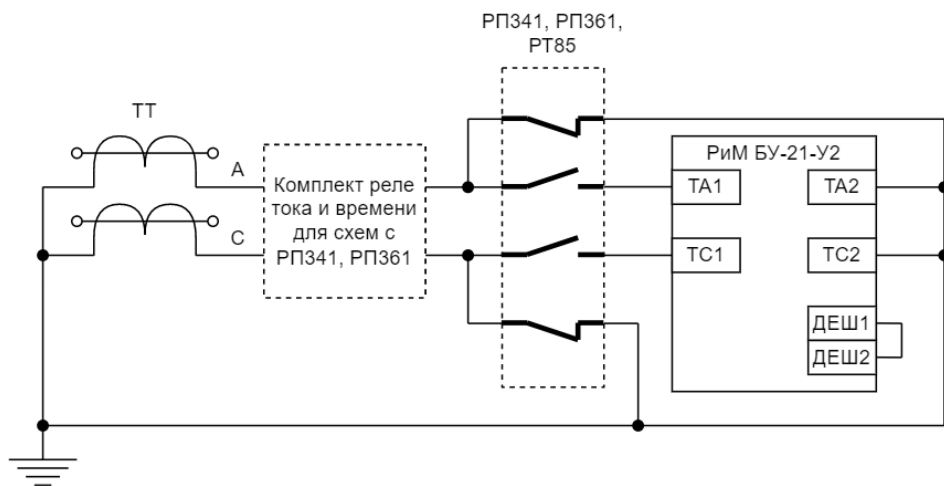 РП341, РП361,
РТ85
ТТ
А
С
Комплект реле
тока и времени
для схем с
РП341, РП361
РиМ БУ-21-У2
ТА1
ТА2
ТС1
ТС2
ДЕШ1
ДЕШ2